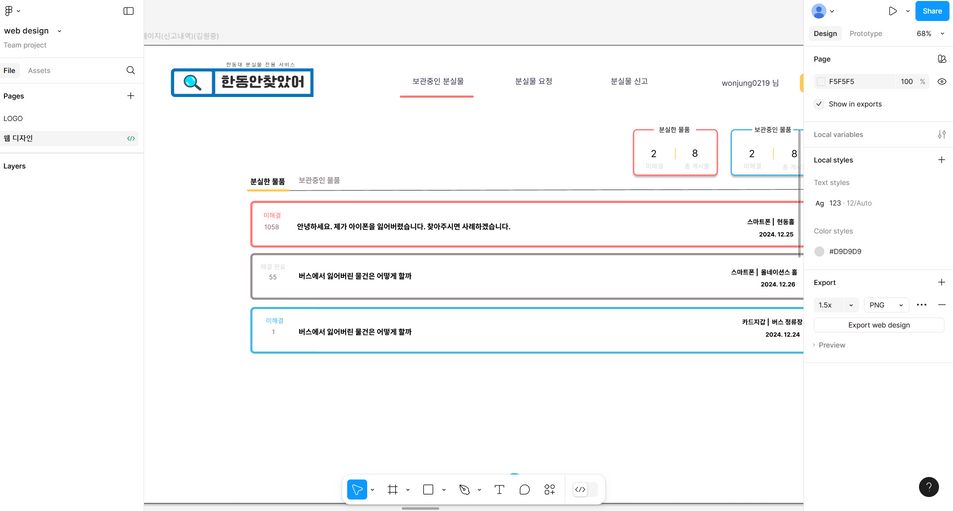 web design
Team project
File
Assets
Pages
LOGO
웹 디자인
Layers
한동대 분실물 전용 서비스
한동안찾았어
보관중인 분실물
분실물 요청
분실물 신고
wonjung0219 님
분실한 물품
2
8
미해결
총 게시물
보관중인 물품
2
8
미해결
분실한 물품
보관중인 물품
미해결
1058
안녕하세요. 제가 아이폰을 잃어버렸습니다. 찾아주시면 사례하겠습니다.
스마트폰 | 현동홀
2024. 12.25
해결 완료
55
버스에서 잃어버린 물건은 어떻게 할까
스마트폰 | 올네이션스 홀
2024. 12.26
미해결
1
버스에서 잃어버린 물건은 어떻게 할까
카드지갑 | 버스 정류장
2024. 12.24
Share
Design
Prototype
68%
Page
F5F5F5
100
%
Show in exports
Local variables
Local styles
Text styles
Ag 123 · 12/Auto
Color styles
#D9D9D9
Export
1.5x
PNG
Export web design
Preview
?